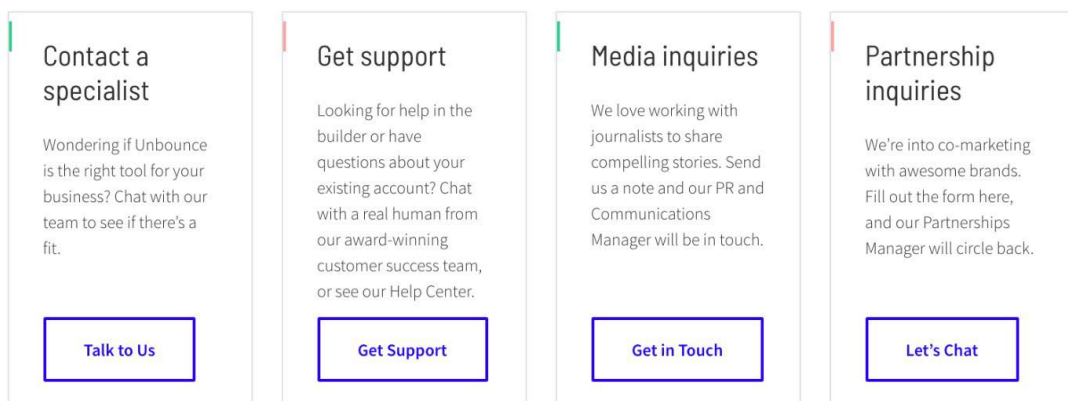 Contact a
specialist
Wondering if Unbounce
is the right tool for your
business? Chat with our
team to see if there's a
fit.
Talk to Us
Get support
Looking for help in the
builder or have
questions about your
existing account? Chat
with a real human from
our award-winning
customer success team,
or see our Help Center.
Get Support
Media inquiries
We love working with
journalists to share
compelling stories. Send
us a note and our PR and
Communications
Manager will be in touch.
Get in Touch
Partnership
inquiries
We're into co-marketing
with awesome brands.
Fill out the form here,
and our Partnerships
Manager will circle back.
Let's Chat